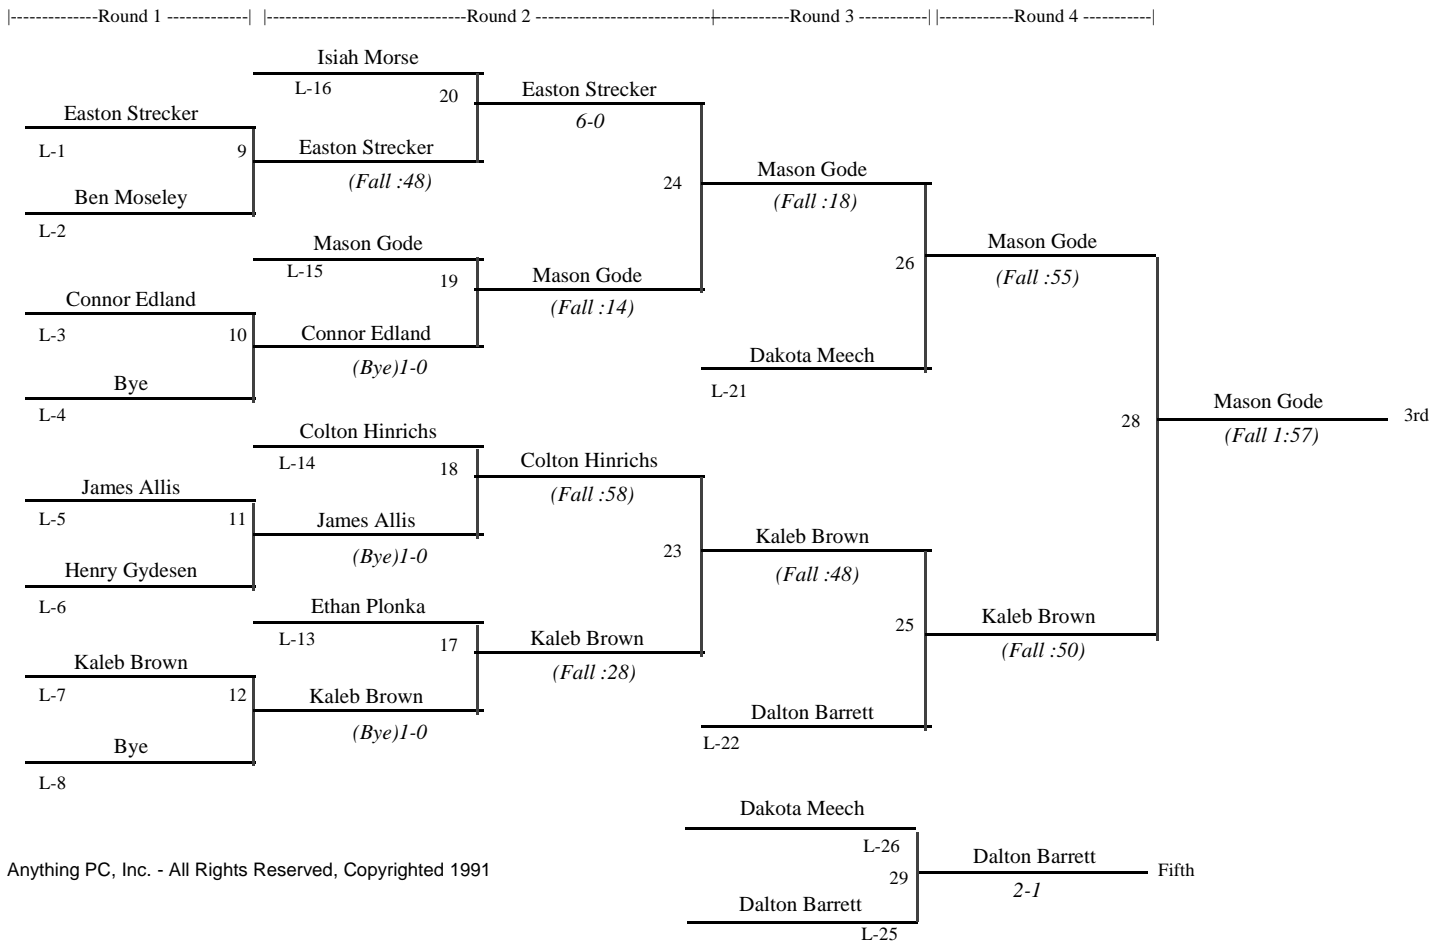 |-------------Round 1 ------------| |-----------------------------Round 2 --------------------------+-----------Round 3 ----------| |-----------Round 4 ----------|
Isiah Morse
L-16
20
Easton Strecker
6-0
Easton Strecker
L-1
9
Easton Strecker
(Fall :48)
Ben Moseley
L-2
24
Mason Gode
(Fall :18)
Mason Gode
L-15
19
Mason Gode
(Fall :14)
26
Mason Gode
(Fall :55)
Connor Edland
L-3
10
Connor Edland
(Bye)1-0
Bye
L-4
Dakota Meech
L-21
28
Mason Gode
3rd
(Fall 1:57)
Colton Hinrichs
L-14
18
Colton Hinrichs
(Fall :58)
James Allis
L-5
11
James Allis
(Bye)1-0
Henry Gydesen
L-6
23
Kaleb Brown
(Fall :48)
Ethan Plonka
L-13
17
Kaleb Brown
(Fall :28)
25
Kaleb Brown
(Fall :50)
Kaleb Brown
L-7
12
Kaleb Brown
(Bye)1-0
Bye
L-8
Dalton Barrett
L-22
Dakota Meech
L-26
29
Dalton Barrett
Fifth
2-1
Dalton Barrett
L-25
Anything PC, Inc. - All Rights Reserved, Copyrighted 1991